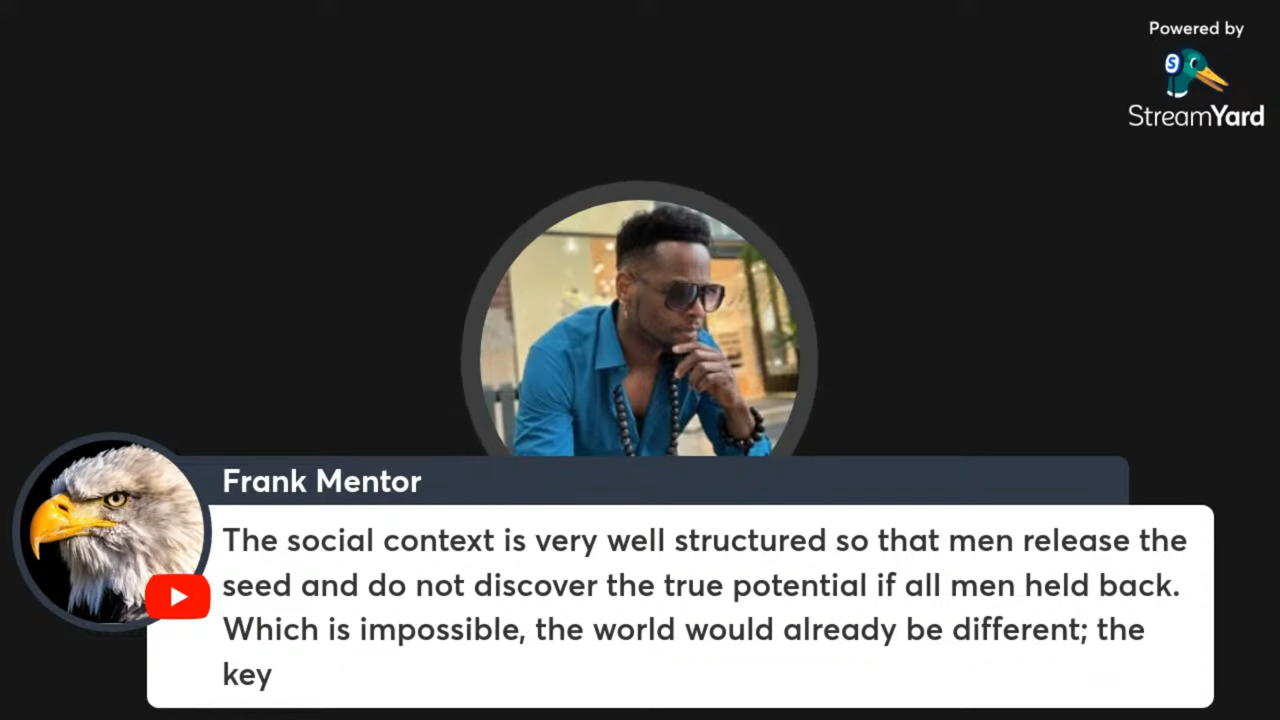 Powered by
S
StreamYard
Frank Mentor
The social context is very well structured so that men release the
seed and do not discover the true potential if all men held back.
Which is impossible, the world would already be different; the
key